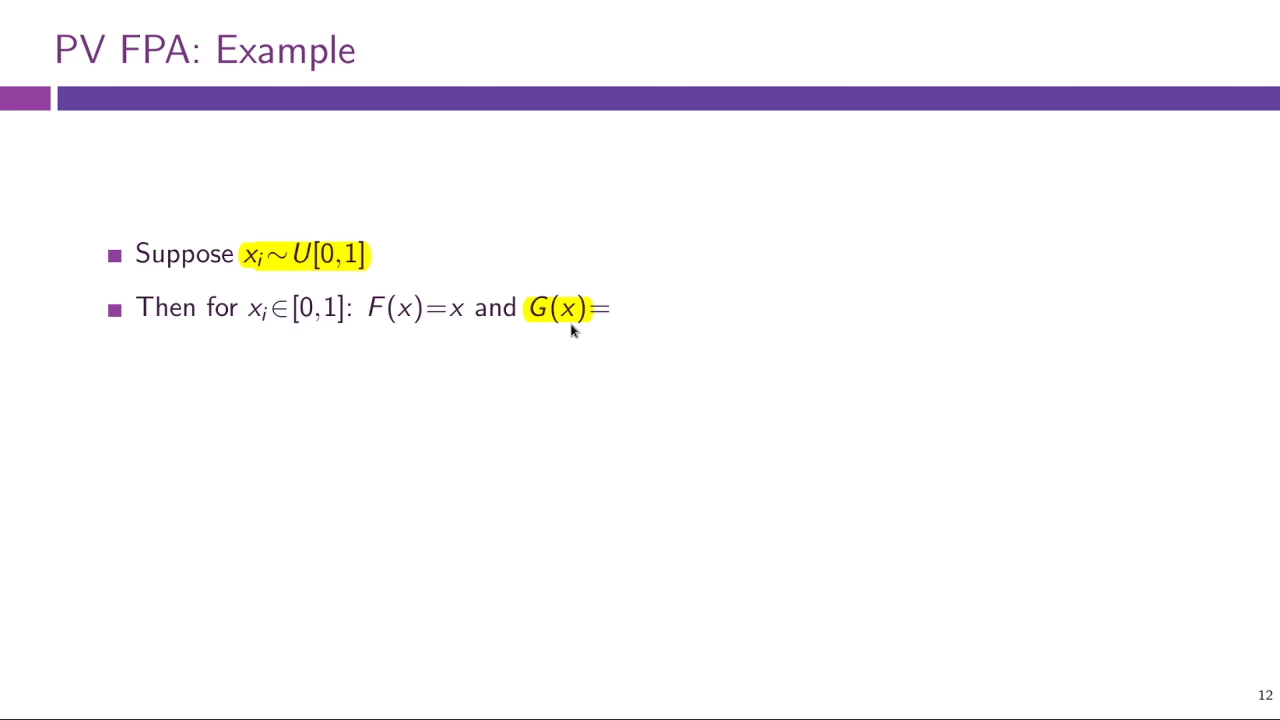 PV FPA: Example
Suppose xᵢ∼U[0,1]
Then for xᵢ∈[0,1]: F(x)=x and G(x)=
12